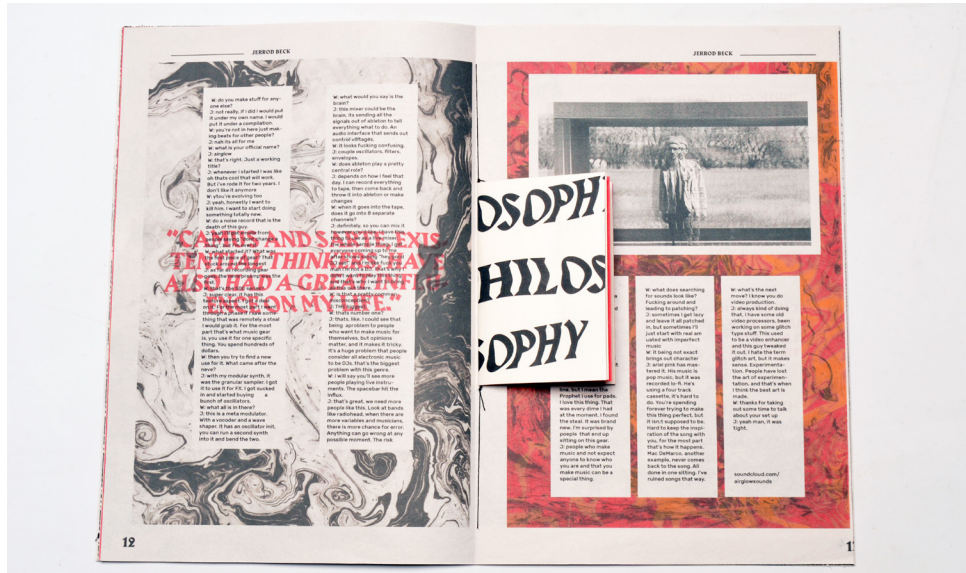 JERROD BECK
W: do you make stuff for any-
one else?
J: not really, if I did I would put
it under my own name. I would
put it under a compilation.
W: you're not in here just mak-
ing beats for other people?
J: nah its all for me
W: what is your official name?
J: airglow
W: that's right. Just a working
title?
J: whenever I started I was like
oh thats cool that will work.
But i've rode it for two years. I
don't like it anymore
W: you're evolving too
J: yeah, honestly I want to
kill him. I want to start doing
something totally new.
W: do a noise record that is the
death of this guy.
"CAMUS AND SARTE, EXIS
TENTIAL THINKERS, HAVE
ALSO HAD A GREAT INFLU
ENCE ON MY LIFE."
thing that was remotely a steal
I would grab it. For the most
part that's what music gear
is, you use it for one specific
thing. You spend hundreds of
dollars.
W: then you try to find a new
use for it. What came after the
neve?
J: with my modular synth, it
was the granular sampler. I got
it to use it for FX. I got sucked
in and started buying a
bunch of oscillators.
W: what all is in there?
J: this is a meta modulator.
With a vocoder and a wave
shaper. It has an oscillator init,
you can run a second synth
into it and bend the two.
W: what would you say is the
brain?
J: this mixer could be the
brain, its sending all the
signals out of ableton to tell
everything what to do. An
audio interface that sends out
control voltages.
W: It looks fucking confusing.
J: couple oscillators, filters,
envelopes.
W: does ableton play a pretty
central role?
J: depends on how I feel that
day. I can record everything
to tape, then come back and
throw it into ableton or make
changes
W: when it goes into the tape,
does it go into 8 separate
channels?
J: definitely, so you can mix it
W: thats number one?
J: thats, like, I could see that
being aproblem to people
who want to make music for
themselves, but opinions
matter, and it makes it tricky.
It's a huge problem that people
consider all electronic music
to be DJs, that's the biggest
problem with this genre.
W: I will say you'll see more
people playing live instru-
ments. The spacebar hit the
influx.
J: that's great, we need more
people like this. Look at bands
like radiohead, when there are
more variables and musicians,
there is more chance for error.
Anything can go wrong at any
possible moment. The risk
12
JERROD BECK
OSOPH
HILOS
SOPHY
line, but I mean the
Prophet I use for pads.
I love this thing. That
was every dime I had
at the moment. I found
the steal. It was brand
new. I'm surprised by
poeple that end up
sitting on this gear.
J: people who make
music and not expect
anyone to know who
you are and that you
make music can be a
special thing.
W: what does searching
for sounds look like?
Fucking around and
leading to patching?
J: sometimes I get lazy
and leave it all patched
in, but sometimes i'll
just start with real am
uated with imperfect
music
W: it being not exact
brings out character
J: ariel pink has mas-
tered it. His music is
pop music, but it was
recorded lo-fi. He's
using a four track
cassette, it's hard to
do. You're spending
forever trying to make
this thing perfect, but
it isnt supposed to be.
Hard to keep the inspi-
ration of the song with
you, for the most part
that's how it happens.
Mac DeMarco, another
example, never comes
back to the song. All
done in one sitting. I've
ruined songs that way.
W: what's the next
move? I know you do
video production.
J: always kind of doing
that, I have some old
video processors, been
working on some glitch
type stuff. This used
to be a video enhancer
and this guy tweaked
it out. I hate the term
glitch art, but it makes
sense. Experimenta-
tion. People have lost
the art of experimen-
tation, and that's when
I think the best art is
made.
W: thanks for taking
out some time to talk
about your set up
J: yeah man, it was
tight.
soundcloud.com/
airglowsounds